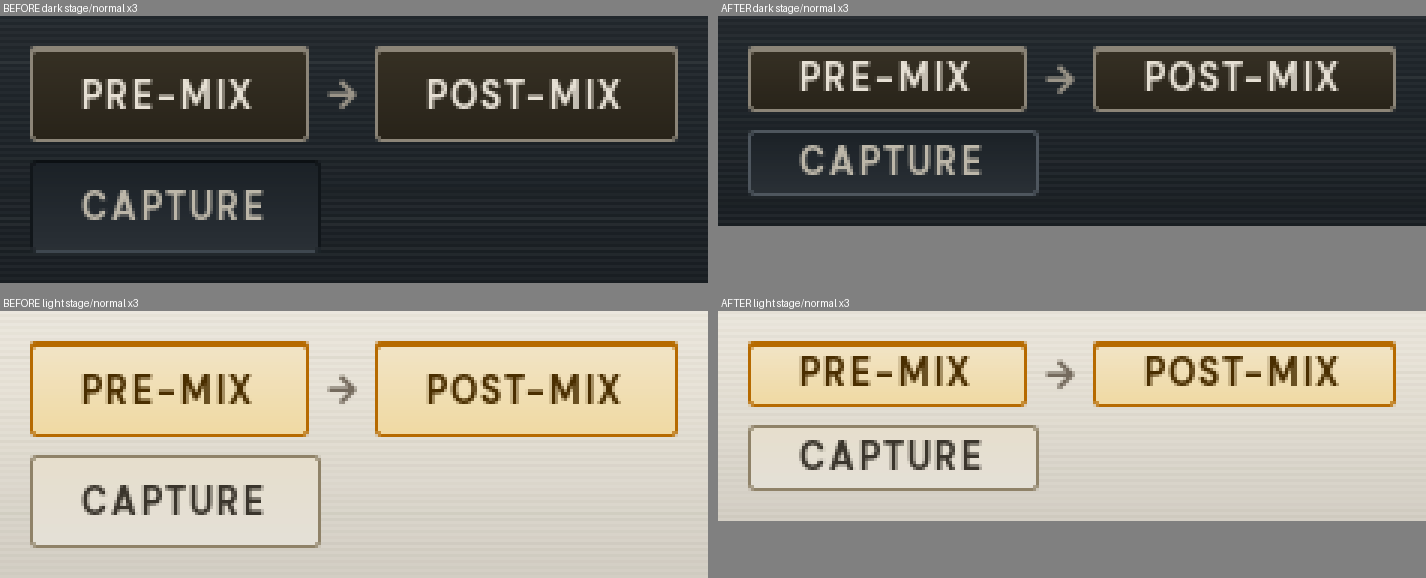 BEFORE dark stage/normal x3
PRE-MIX → POST-MIX
CAPTURE
AFTER dark stage/normal x3
PRE-MIX → POST-MIX
CAPTURE
BEFORE light stage/normal x3
PRE-MIX → POST-MIX
CAPTURE
AFTER light stage/normal x3
PRE-MIX → POST-MIX
CAPTURE